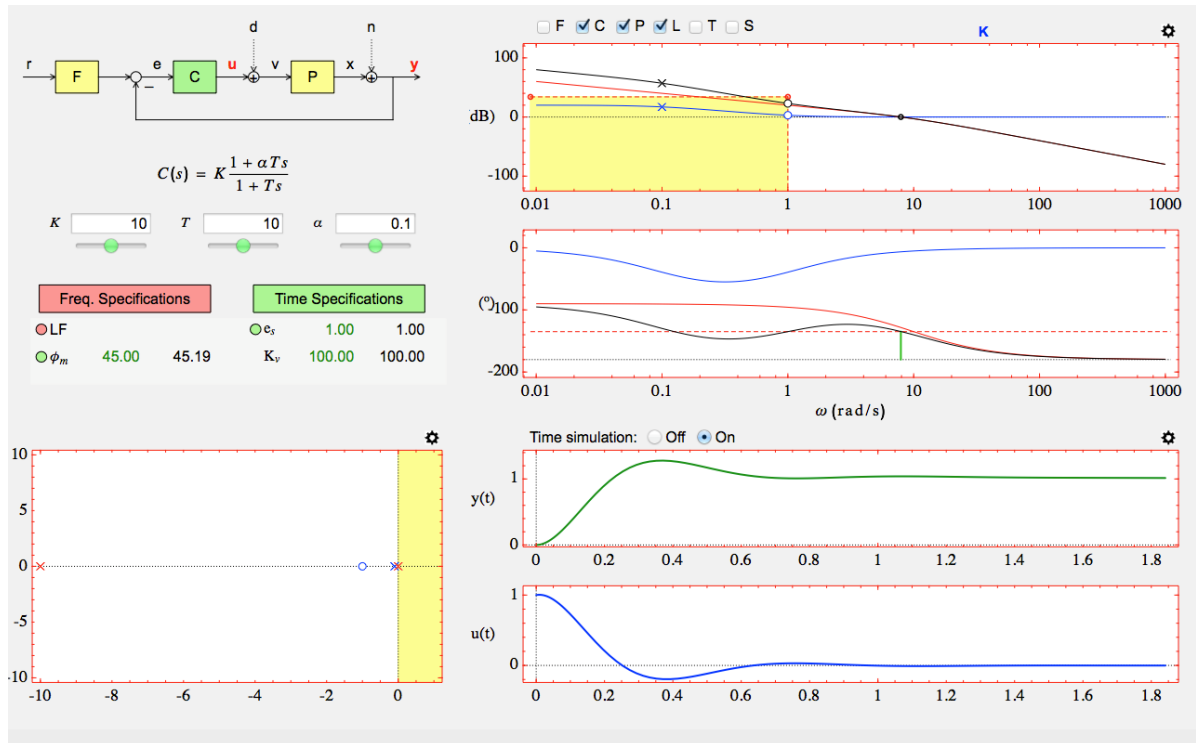 r F e C u d v P x n y
C(s) = K (1 + αTs)/(1 + Ts)
K 10 T 10 α 0.1
Freq. Specifications Time Specifications
LF eₛ 1.00 1.00
ϕₘ 45.00 45.19 Kᵥ 100.00 100.00
10
5
0
-5
-10
-10 -8 -6 -4 -2 0
F C P L T S
K
100
dB) 0
-100
0.01 0.1 1 10 100 1000
0
(º) -100
-200
0.01 0.1 1 10 100 1000
ω (rad/s)
Time simulation: Off On
1
y(t)
0
0 0.2 0.4 0.6 0.8 1 1.2 1.4 1.6 1.8
1
u(t)
0
0 0.2 0.4 0.6 0.8 1 1.2 1.4 1.6 1.8